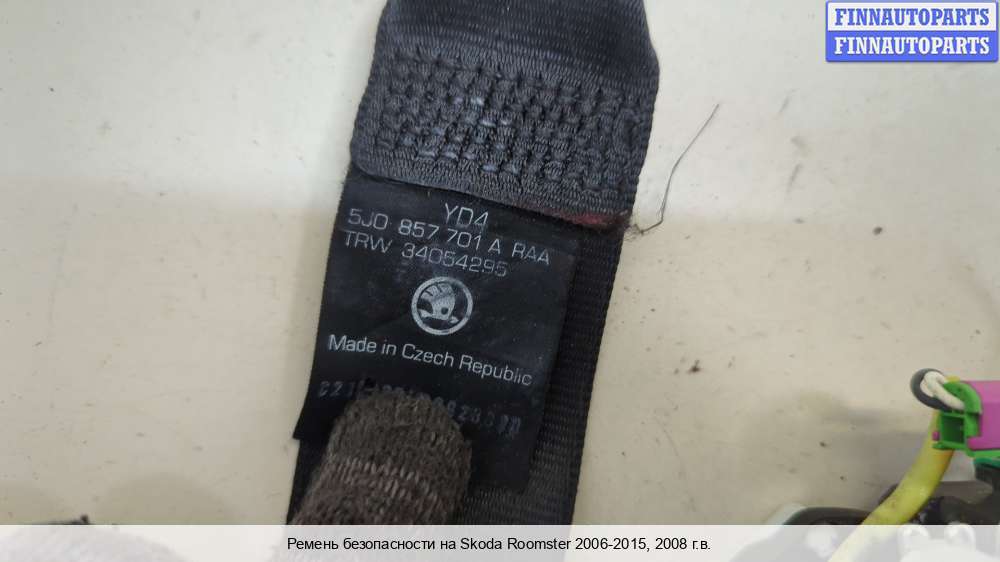 FINNAUTOPARTS
FINNAUTOPARTS
YD4
5J0 857 701 A RAA
TRW 34054295
Made in Czech Republic
Ремень безопасности на Skoda Roomster 2006-2015, 2008 г.в.